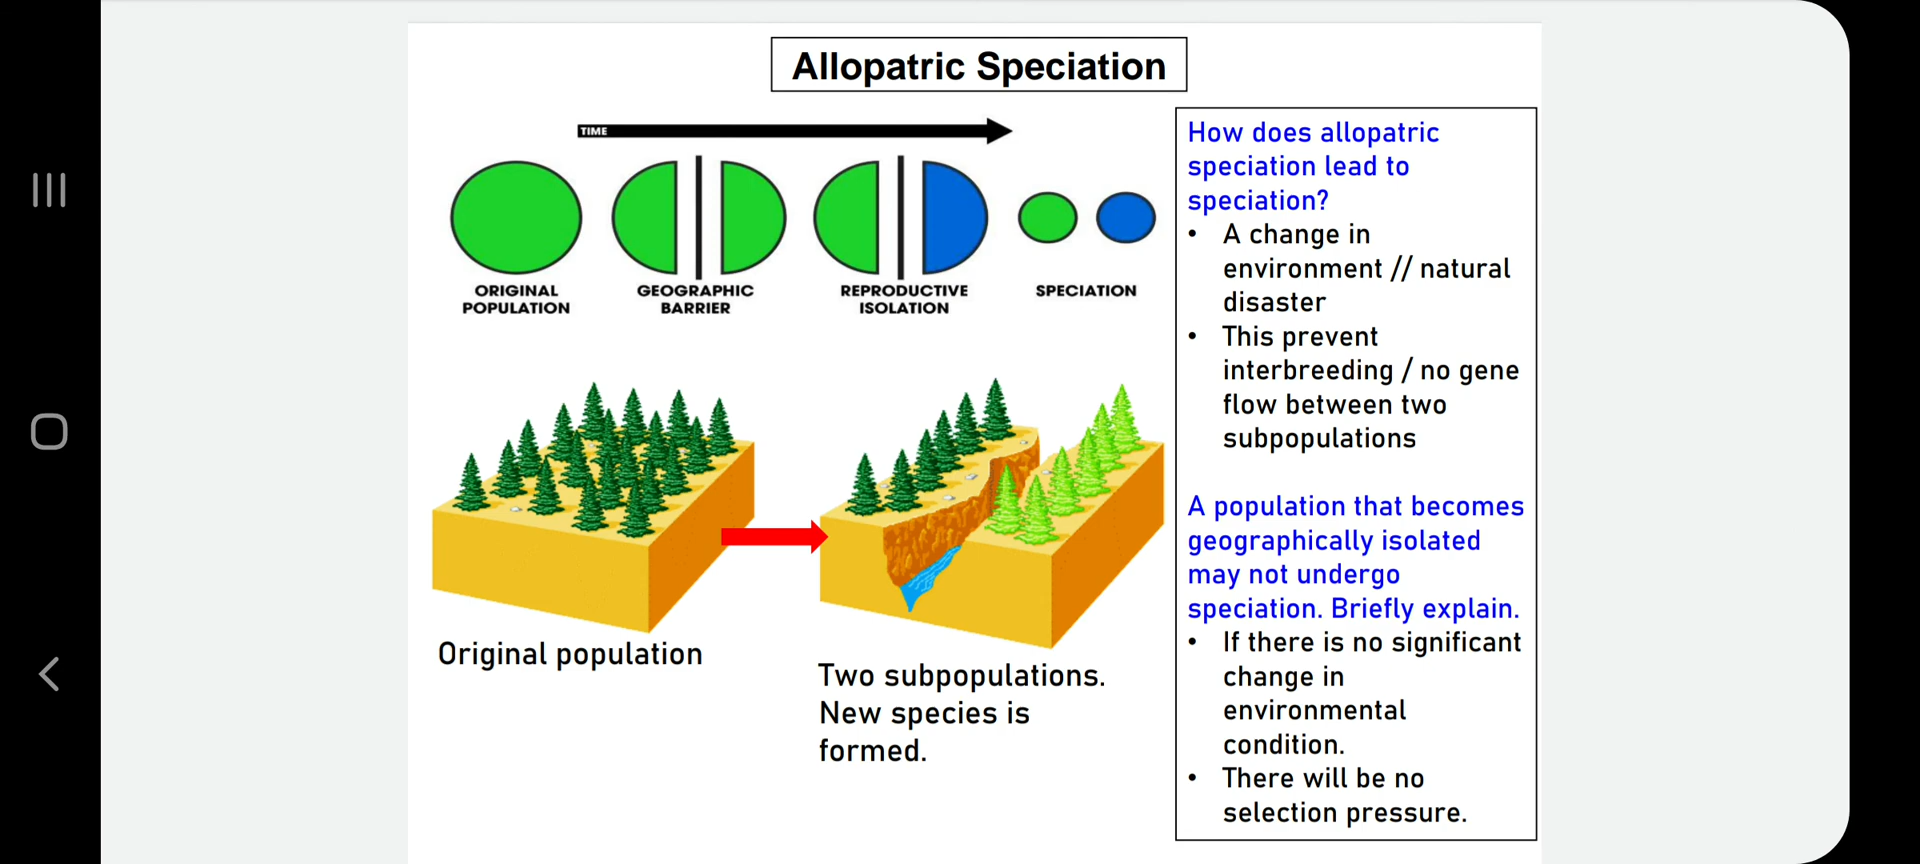 Allopatric Speciation
TIME
ORIGINAL
POPULATION
GEOGRAPHIC
BARRIER
REPRODUCTIVE
ISOLATION
SPECIATION
Original population
Two subpopulations.
New species is
formed.
How does allopatric
speciation lead to
speciation?
• A change in
environment // natural
disaster
• This prevent
interbreeding / no gene
flow between two
subpopulations
A population that becomes
geographically isolated
may not undergo
speciation. Briefly explain.
• If there is no significant
change in
environmental
condition.
• There will be no
selection pressure.